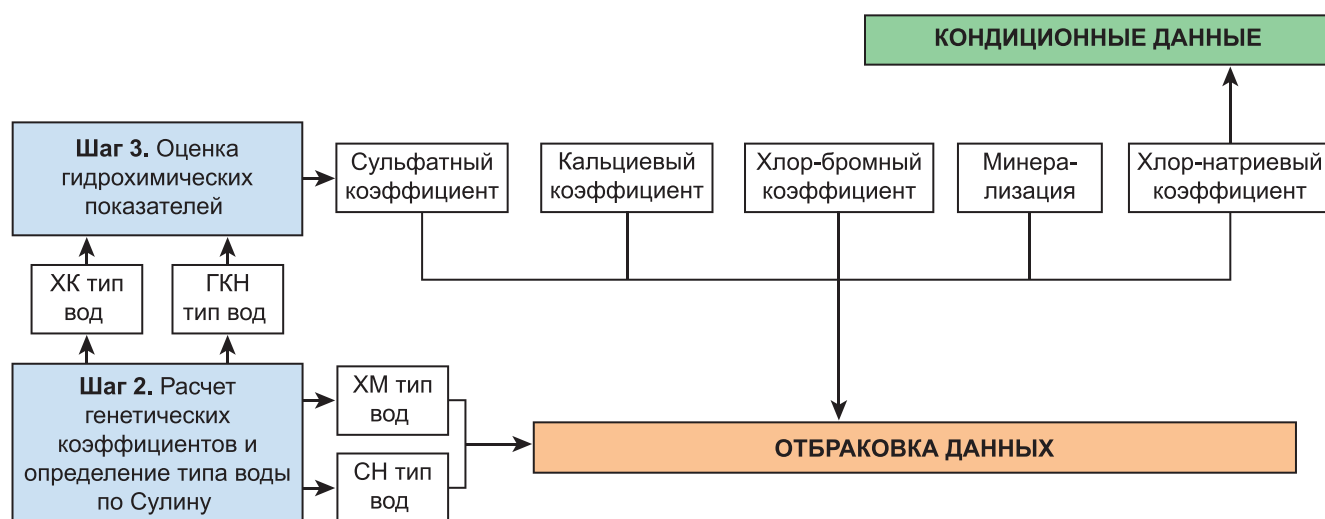 КОНДИЦИОННЫЕ ДАННЫЕ
Шаг 3. Оценка
гидрохимических
показателей
Сульфатный
коэффициент
Кальциевый
коэффициент
Хлор-бромный
коэффициент
Минера-
лизация
Хлор-натриевый
коэффициент
ХК тип
вод
ГКН
тип вод
Шаг 2. Расчет
генетических
коэффициентов и
определение типа воды
по Сулину
ХМ тип
вод
СН тип
вод
ОТБРАКОВКА ДАННЫХ